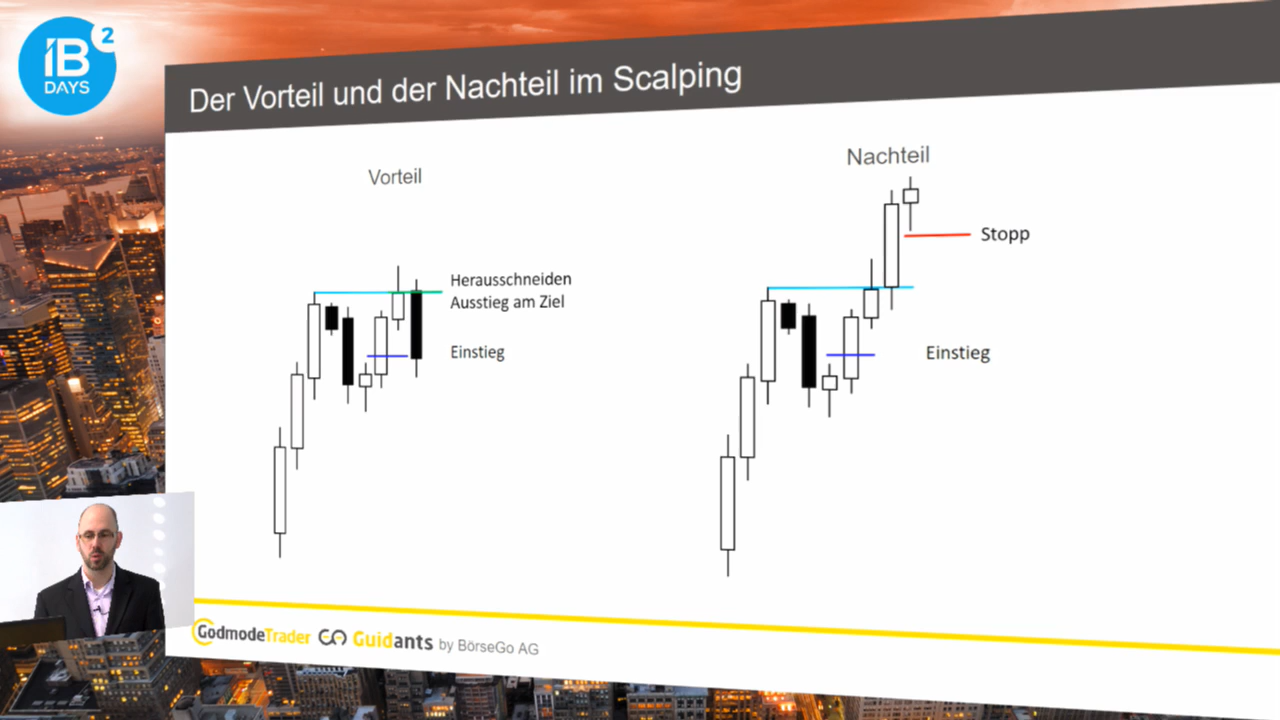 IB 2
DAYS
Der Vorteil und der Nachteil im Scalping
Vorteil
Herausschneiden
Ausstieg am Ziel
Einstieg
Nachteil
Stopp
Einstieg
GodmodeTrader Guidants by BörseGo AG